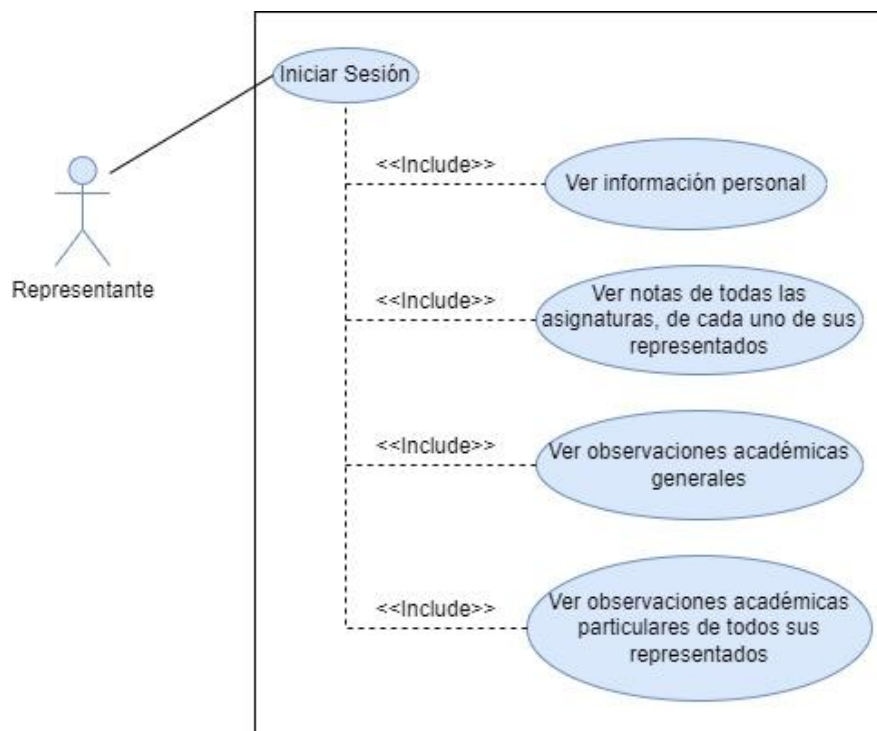 Iniciar Sesión
<<Include>>
Ver información personal
Representante
<<Include>>
Ver notas de todas las
asignaturas, de cada uno de sus
representados
<<Include>>
Ver observaciones académicas
generales
<<Include>>
Ver observaciones académicas
particulares de todos sus
representados